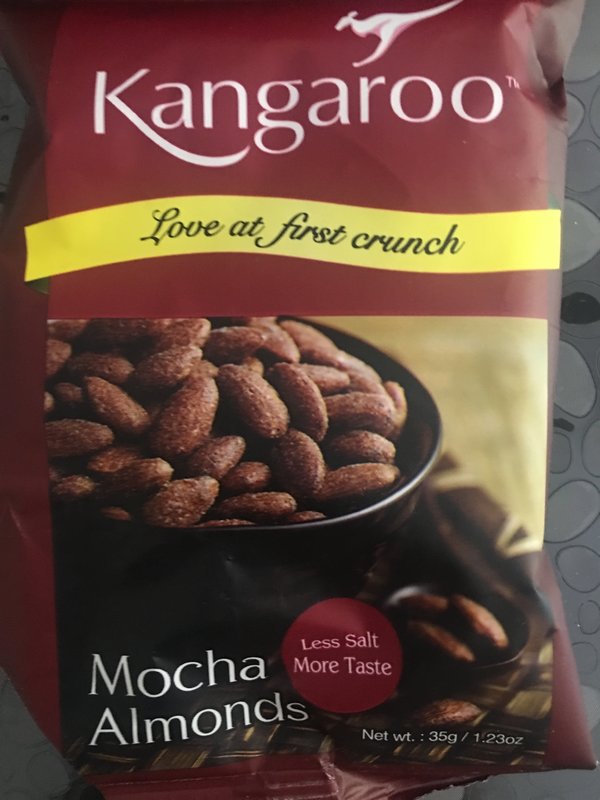 Kangaroo™
Love at first crunch
Less Salt
More Taste
Mocha
Almonds
Net wt. : 35g / 1.23oz